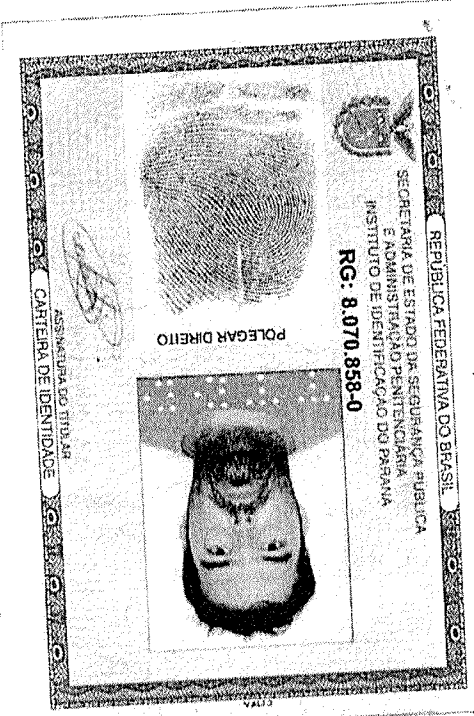 REPÚBLICA FEDERATIVA DO BRASIL
SECRETARIA DE ESTADO DA SEGURANÇA PÚBLICA
E ADMINISTRAÇÃO PENITENCIÁRIA
INSTITUTO DE IDENTIFICAÇÃO DO PARANÁ
RG: 8.070.858-0
POLEGAR DIREITO
ASSINATURA DO TITULAR
CARTEIRA DE IDENTIDADE